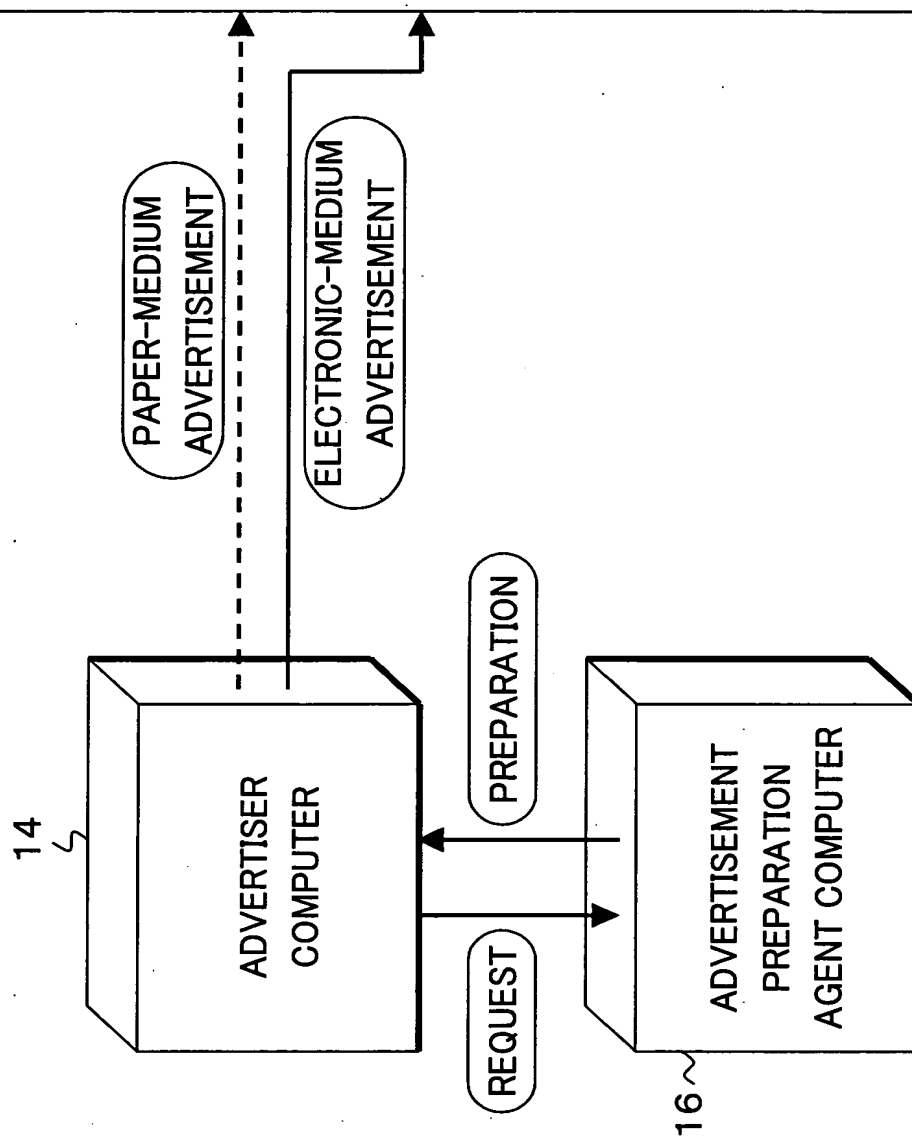 14
ADVERTISER
COMPUTER
PAPER-MEDIUM
ADVERTISEMENT
ELECTRONIC-MEDIUM
ADVERTISEMENT
REQUEST
PREPARATION
16
ADVERTISEMENT
PREPARATION
AGENT COMPUTER